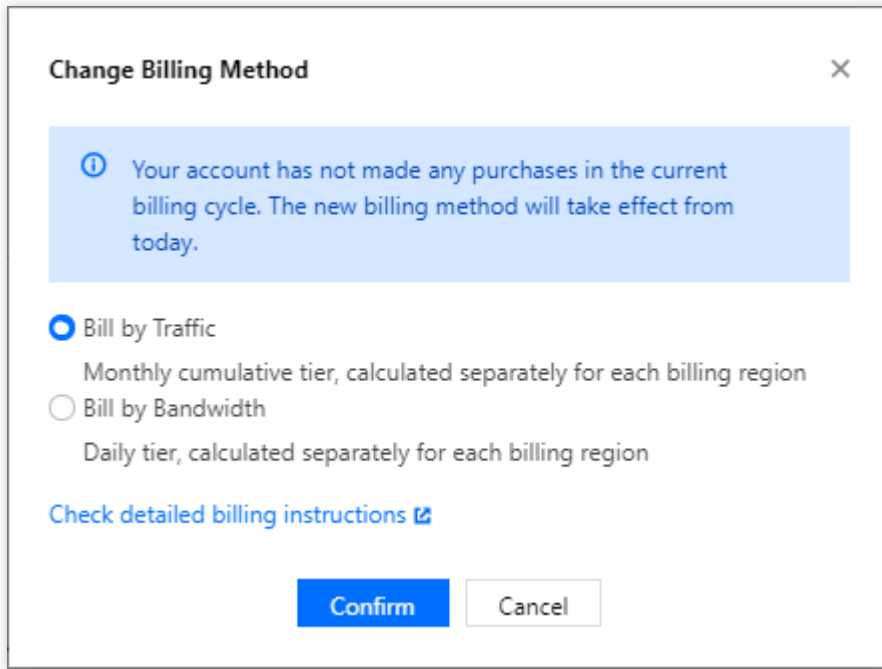 Change Billing Method
Your account has not made any purchases in the current
billing cycle. The new billing method will take effect from
today.
Bill by Traffic
Monthly cumulative tier, calculated separately for each billing region
Bill by Bandwidth
Daily tier, calculated separately for each billing region
Check detailed billing instructions
Confirm Cancel